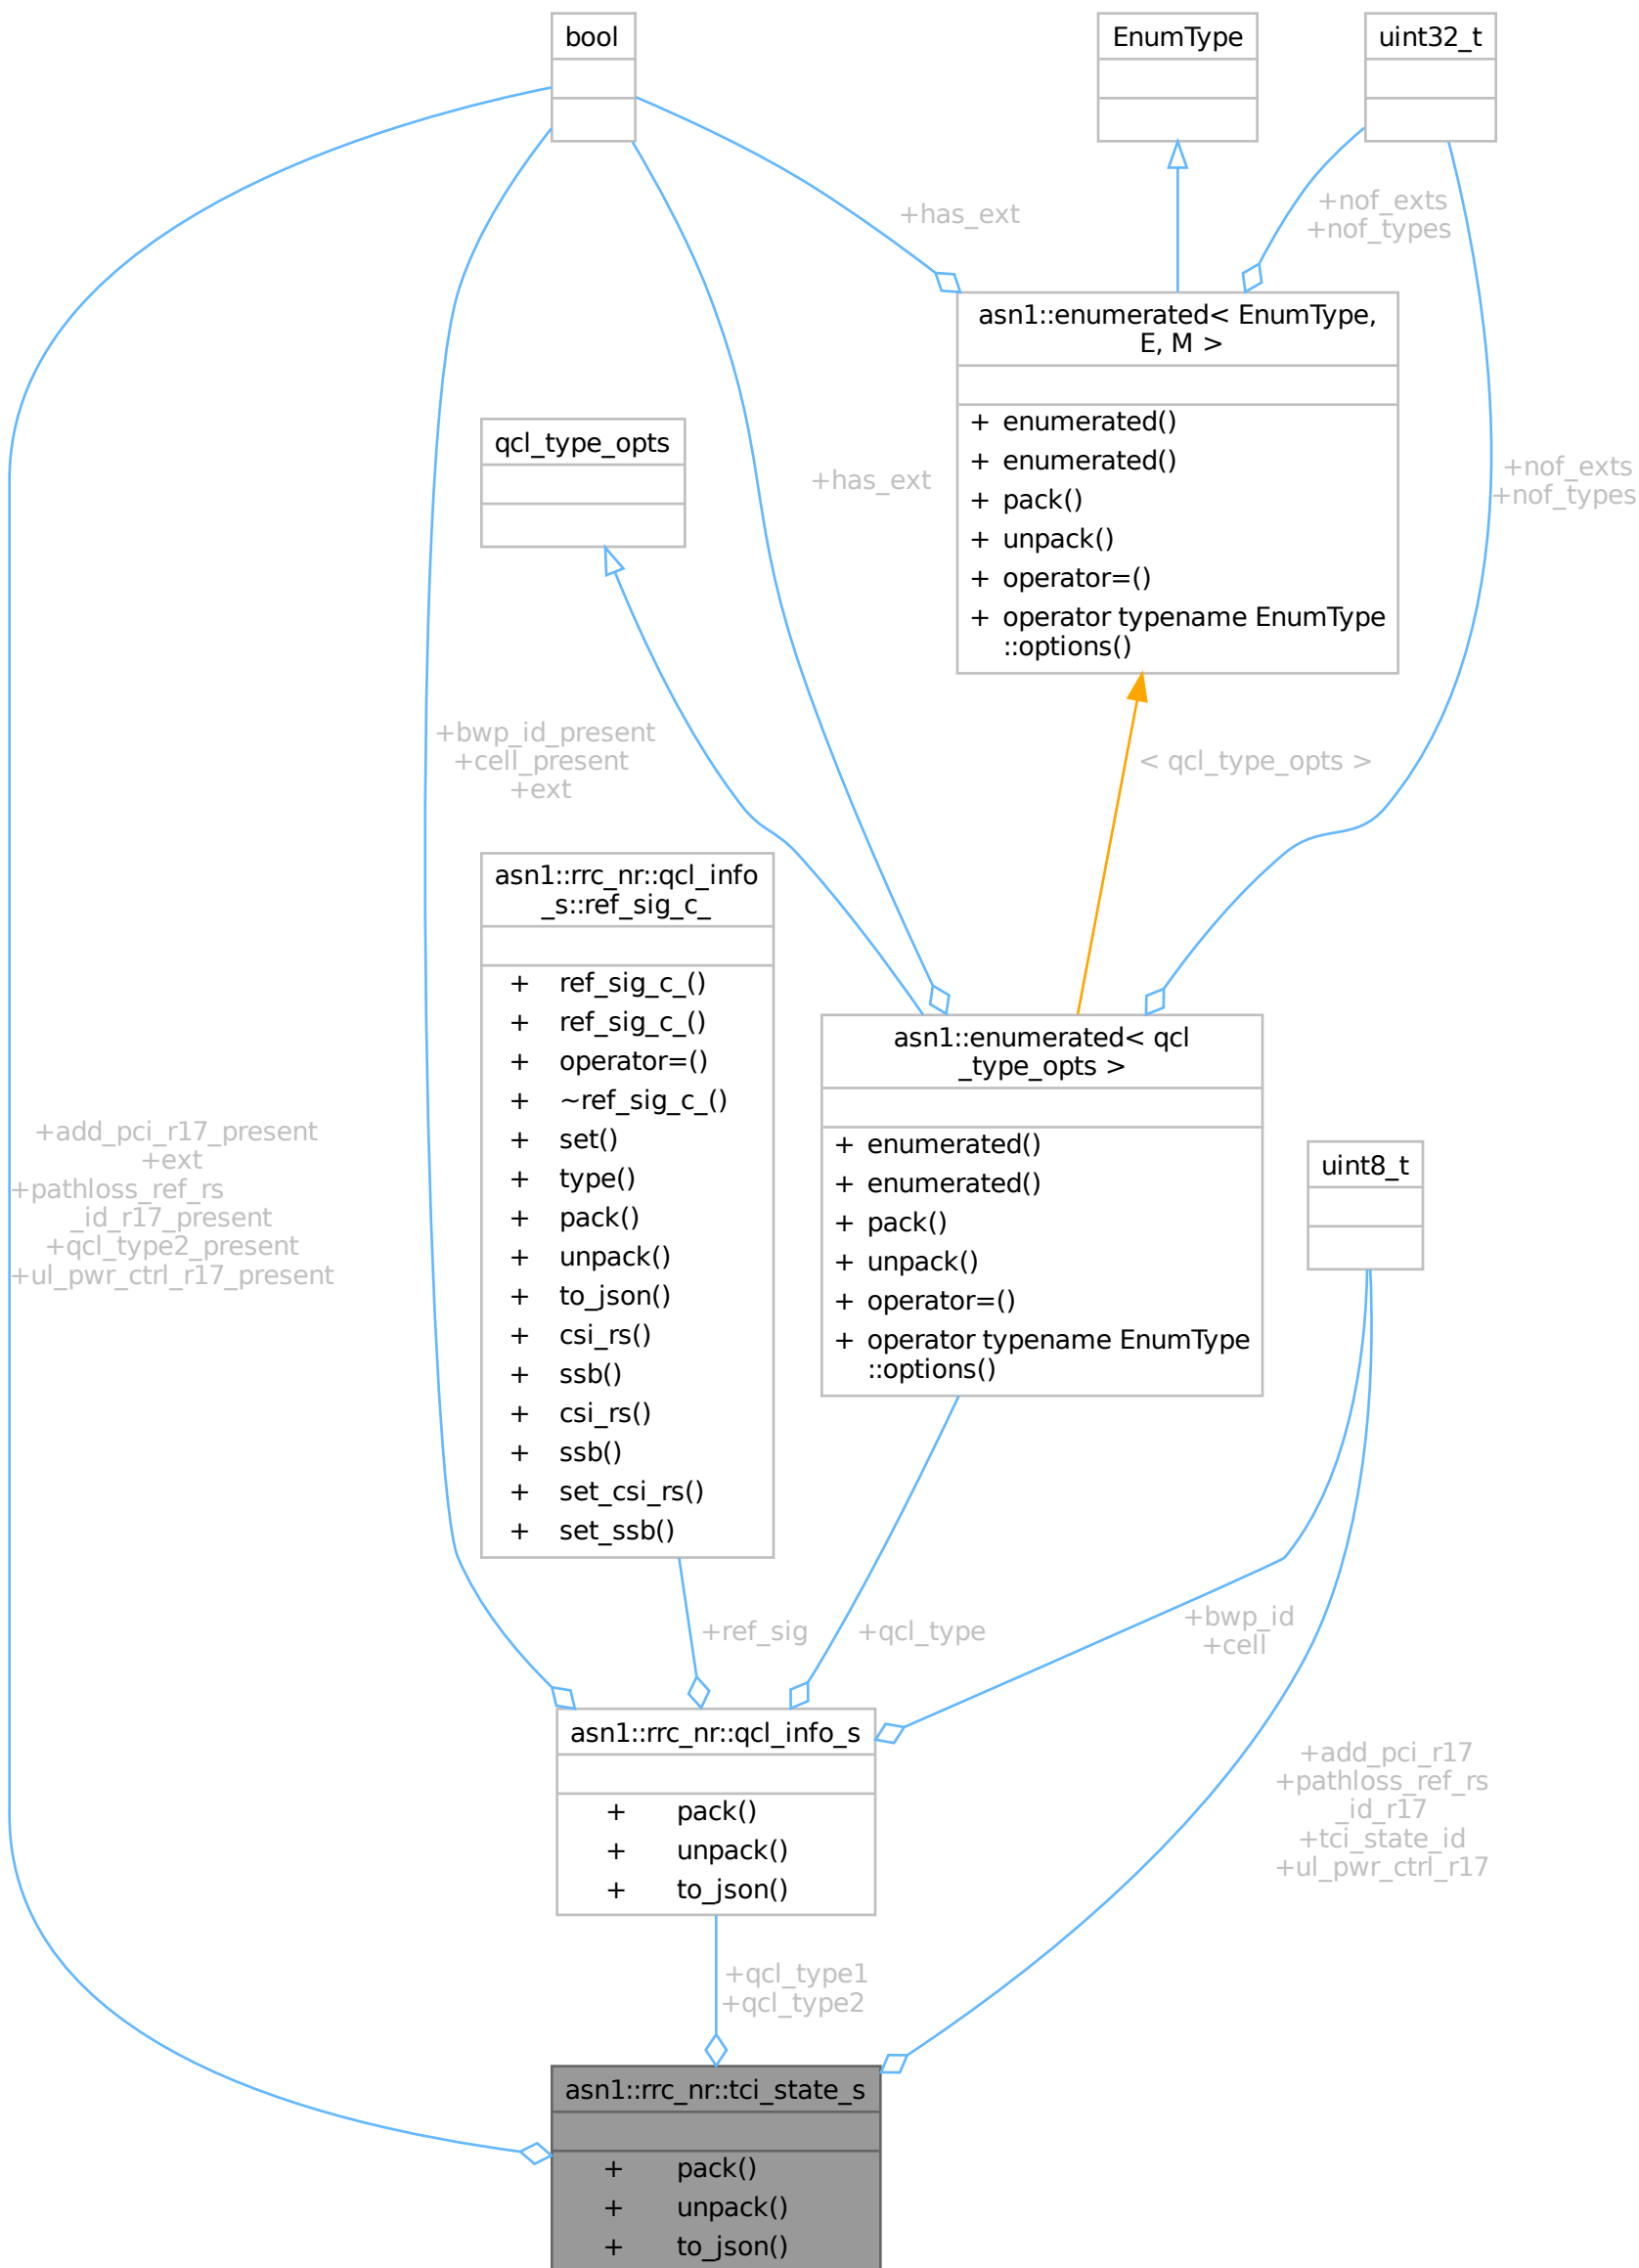 bool
EnumType
uint32_t
+has_ext
+nof_exts
+nof_types
asn1::enumerated< EnumType,
E, M >
+ enumerated()
+ enumerated()
+ pack()
+ unpack()
+ operator=()
+ operator typename EnumType
::options()
qcl_type_opts
+has_ext
+nof_exts
+nof_types
+bwp_id_present
+cell_present
+ext
< qcl_type_opts >
asn1::rrc_nr::qcl_info
_s::ref_sig_c_
+ ref_sig_c_()
+ ref_sig_c_()
+ operator=()
+ ~ref_sig_c_()
+ set()
+ type()
+ pack()
+ unpack()
+ to_json()
+ csi_rs()
+ ssb()
+ csi_rs()
+ ssb()
+ set_csi_rs()
+ set_ssb()
asn1::enumerated< qcl
_type_opts >
+ enumerated()
+ enumerated()
+ pack()
+ unpack()
+ operator=()
+ operator typename EnumType
::options()
uint8_t
+add_pci_r17_present
+ext
+pathloss_ref_rs
_id_r17_present
+qcl_type2_present
+ul_pwr_ctrl_r17_present
+ref_sig
+qcl_type
+bwp_id
+cell
asn1::rrc_nr::qcl_info_s
+ pack()
+ unpack()
+ to_json()
+add_pci_r17
+pathloss_ref_rs
_id_r17
+tci_state_id
+ul_pwr_ctrl_r17
+qcl_type1
+qcl_type2
asn1::rrc_nr::tci_state_s
+ pack()
+ unpack()
+ to_json()